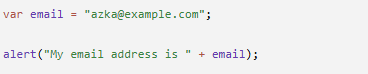 var email = "azka@example.com";
alert("My email address is " + email);